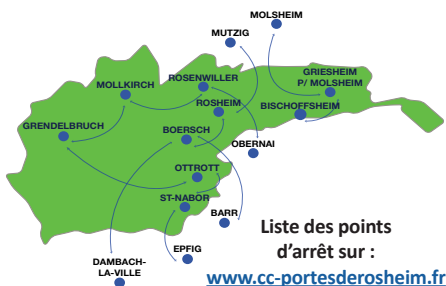 MOLSHEIM
MUTZIG
GRIESHEIM
P/ MOLSHEIM
ROSENWILLER
MOLLKIRCH
ROSHEIM
BISCHOFFSHEIM
GRENDELBRUCH
BOERSCH
OBERNAI
OTTROTT
ST-NABOR
BARR
EPFIG
DAMBACH-
LA-VILLE
Liste des points
d'arrêt sur :
www.cc-portesderosheim.fr